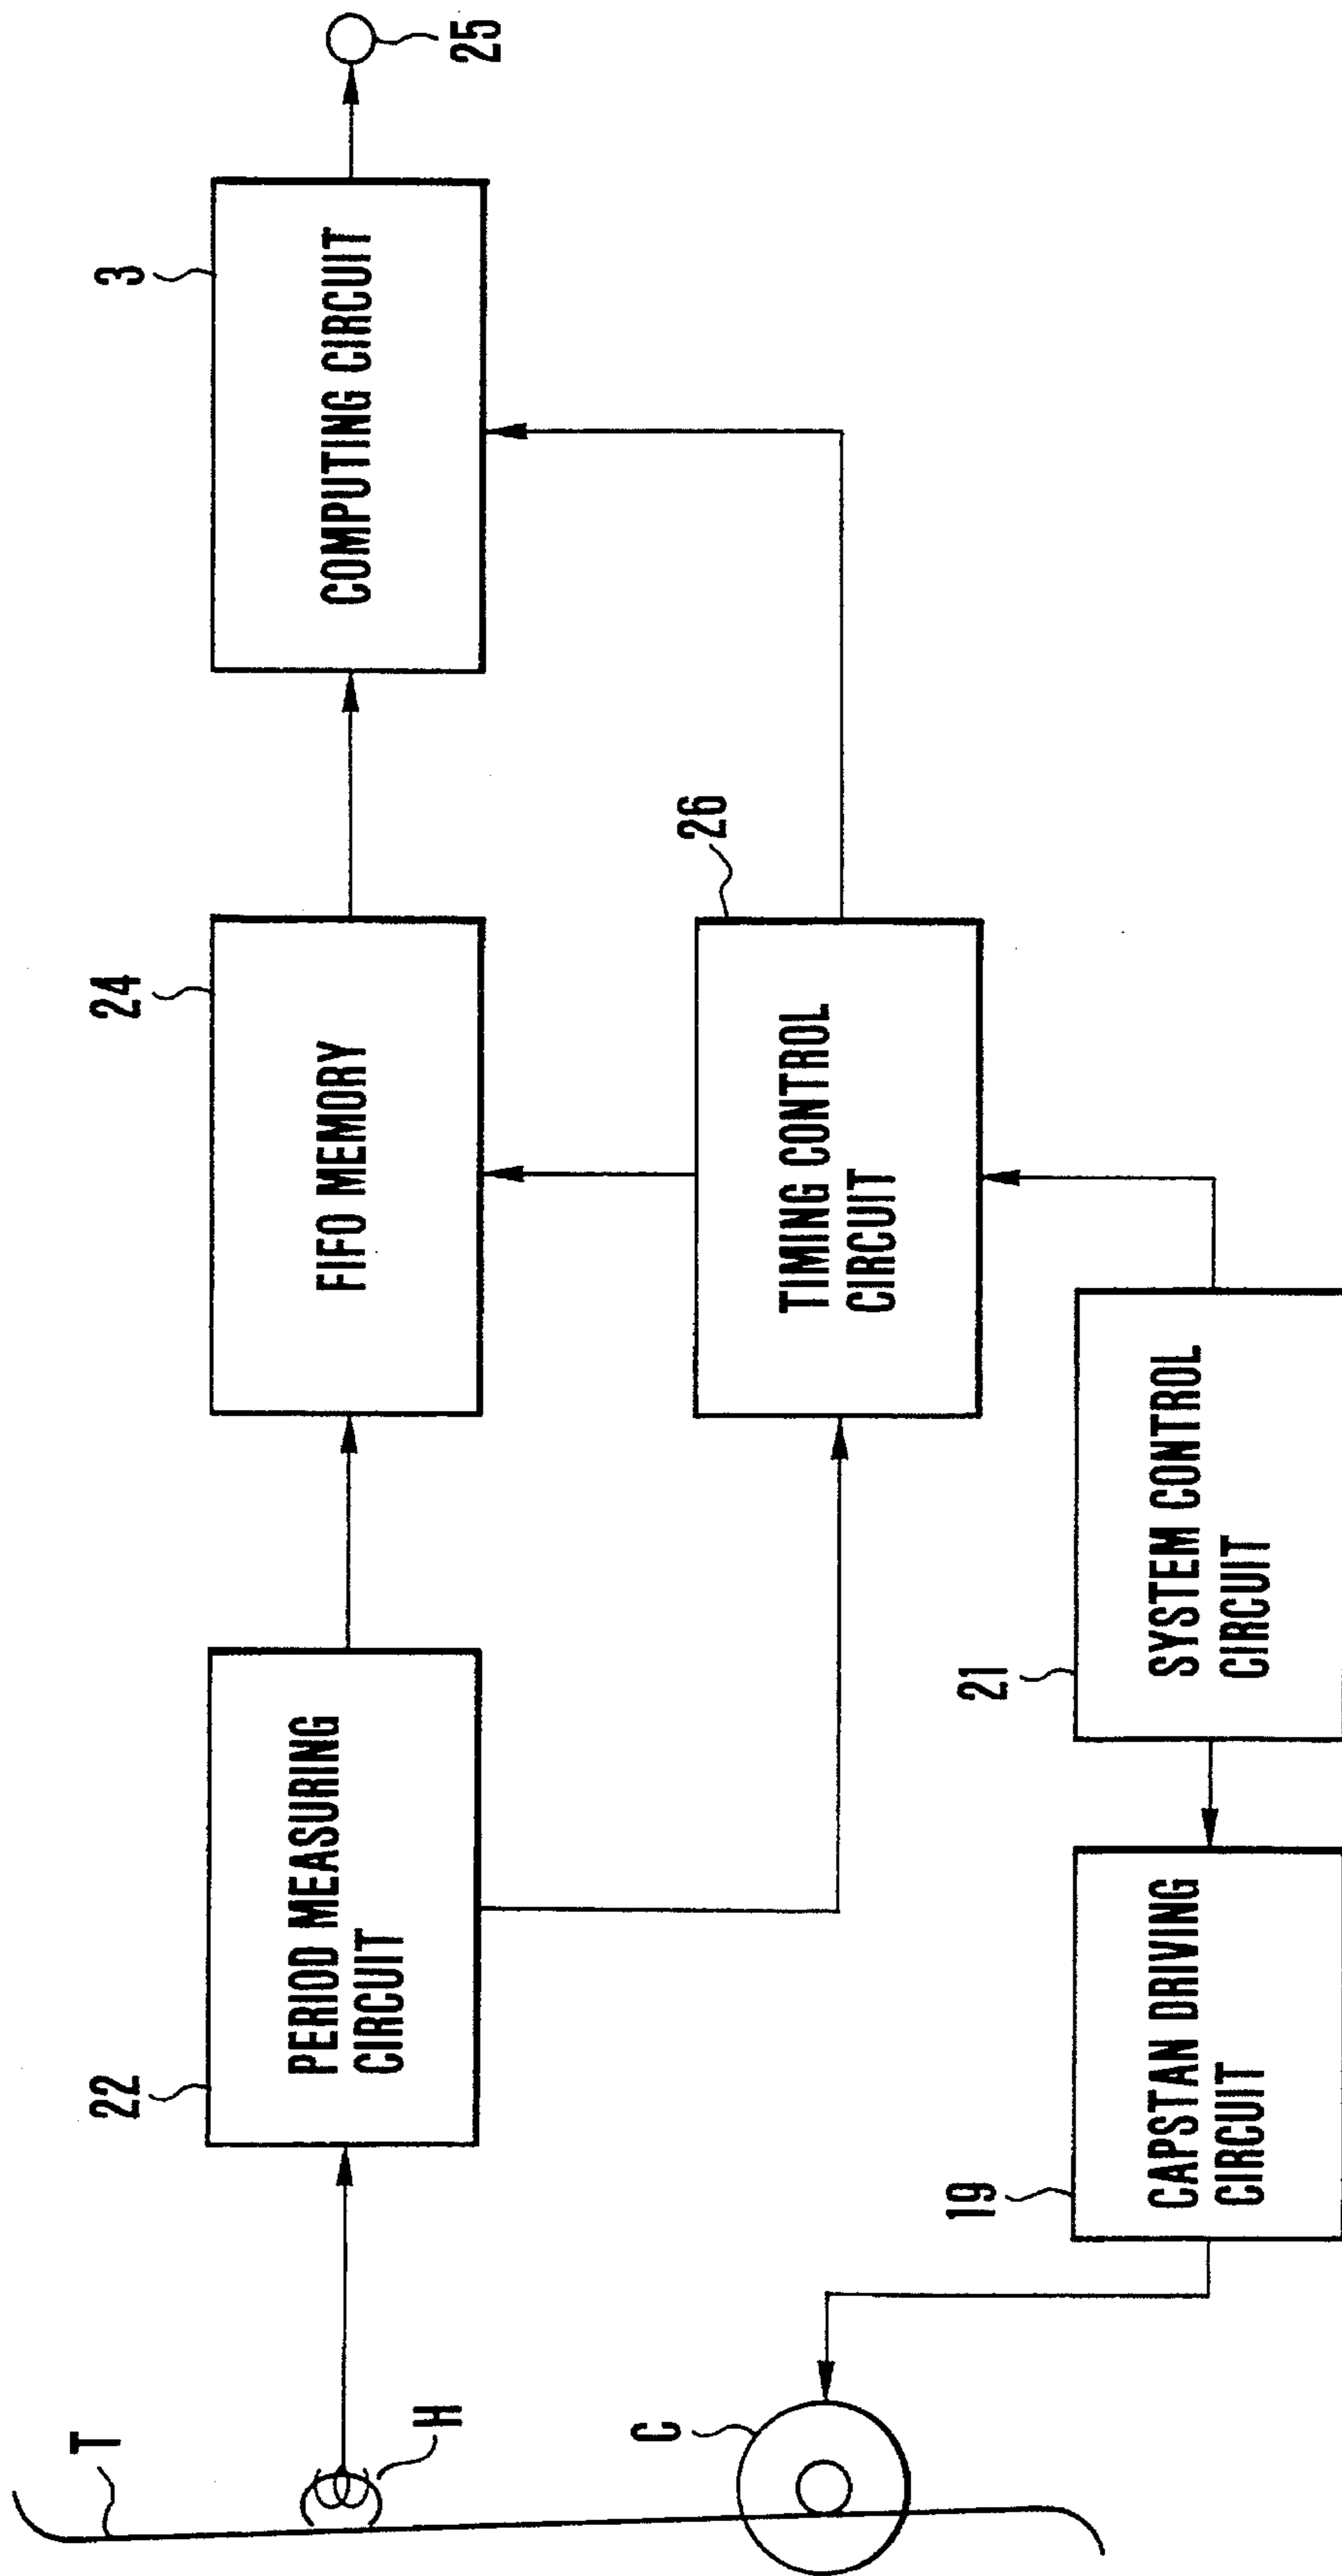 T
H
22
PERIOD MEASURING
CIRCUIT
24
FIFO MEMORY
3
COMPUTING CIRCUIT
25
26
TIMING CONTROL
CIRCUIT
C
19
CAPSTAN DRIVING
CIRCUIT
21
SYSTEM CONTROL
CIRCUIT